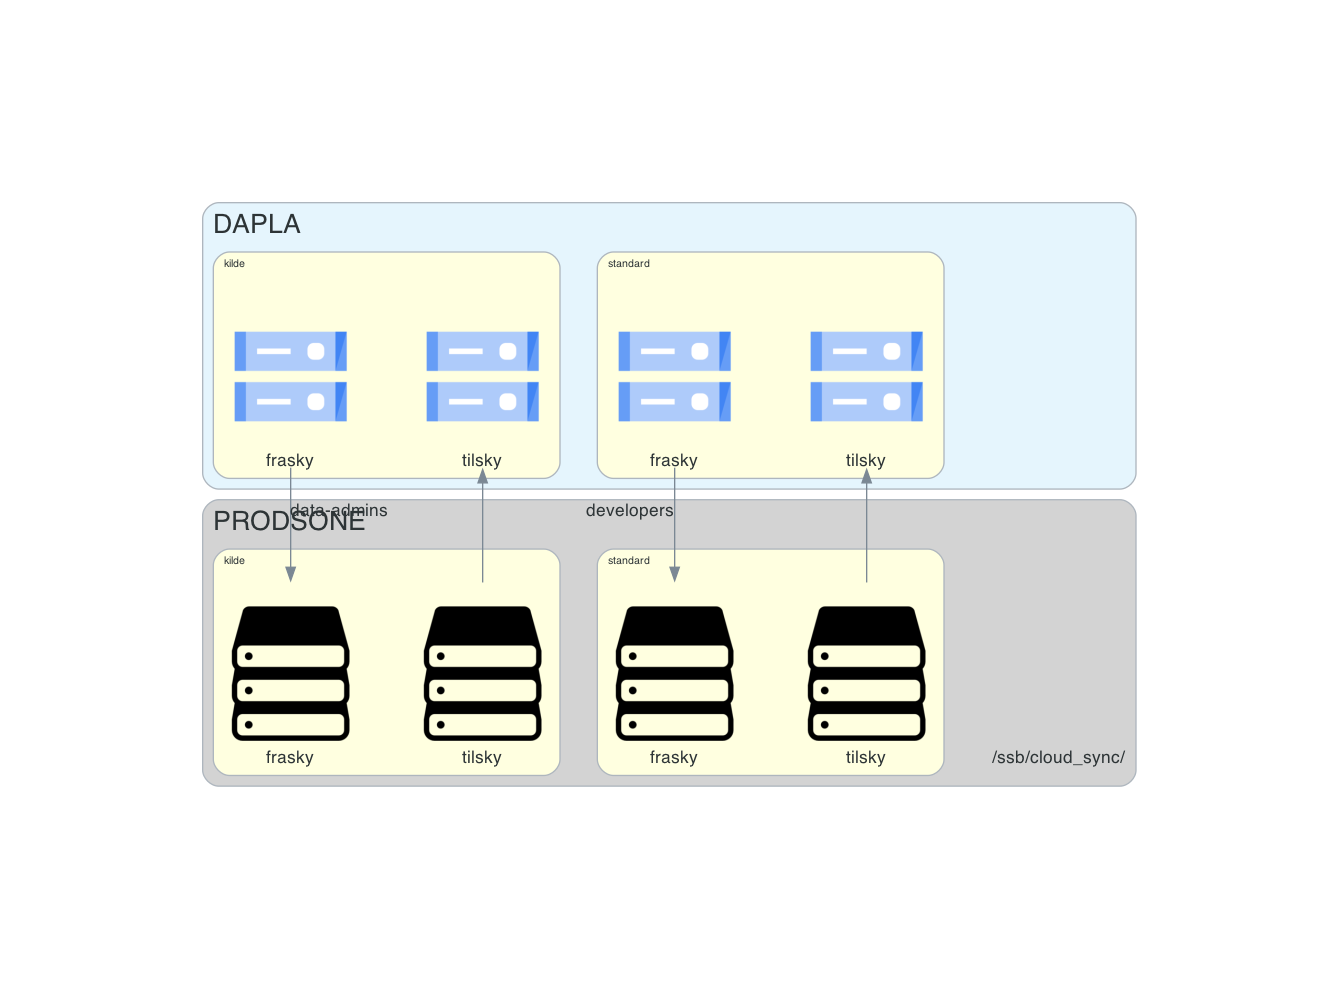 DAPLA
kilde
standard
frasky
tilsky
frasky
tilsky
data-admins
developers
PRODSONE
kilde
standard
frasky
tilsky
frasky
tilsky
/ssb/cloud_sync/